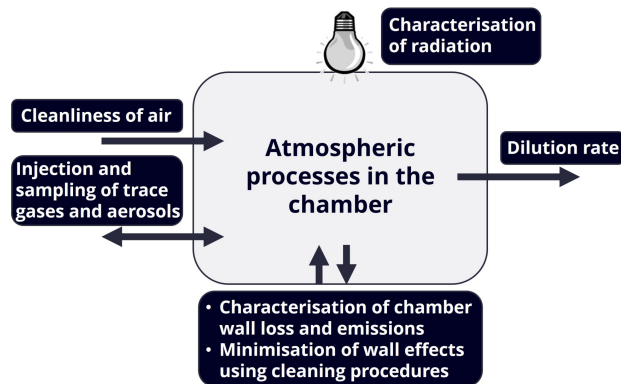 Characterisation
of radiation
Cleanliness of air
Injection and
sampling of trace
gases and aerosols
Atmospheric
processes in the
chamber
Dilution rate
• Characterisation of chamber
wall loss and emissions
• Minimisation of wall effects
using cleaning procedures